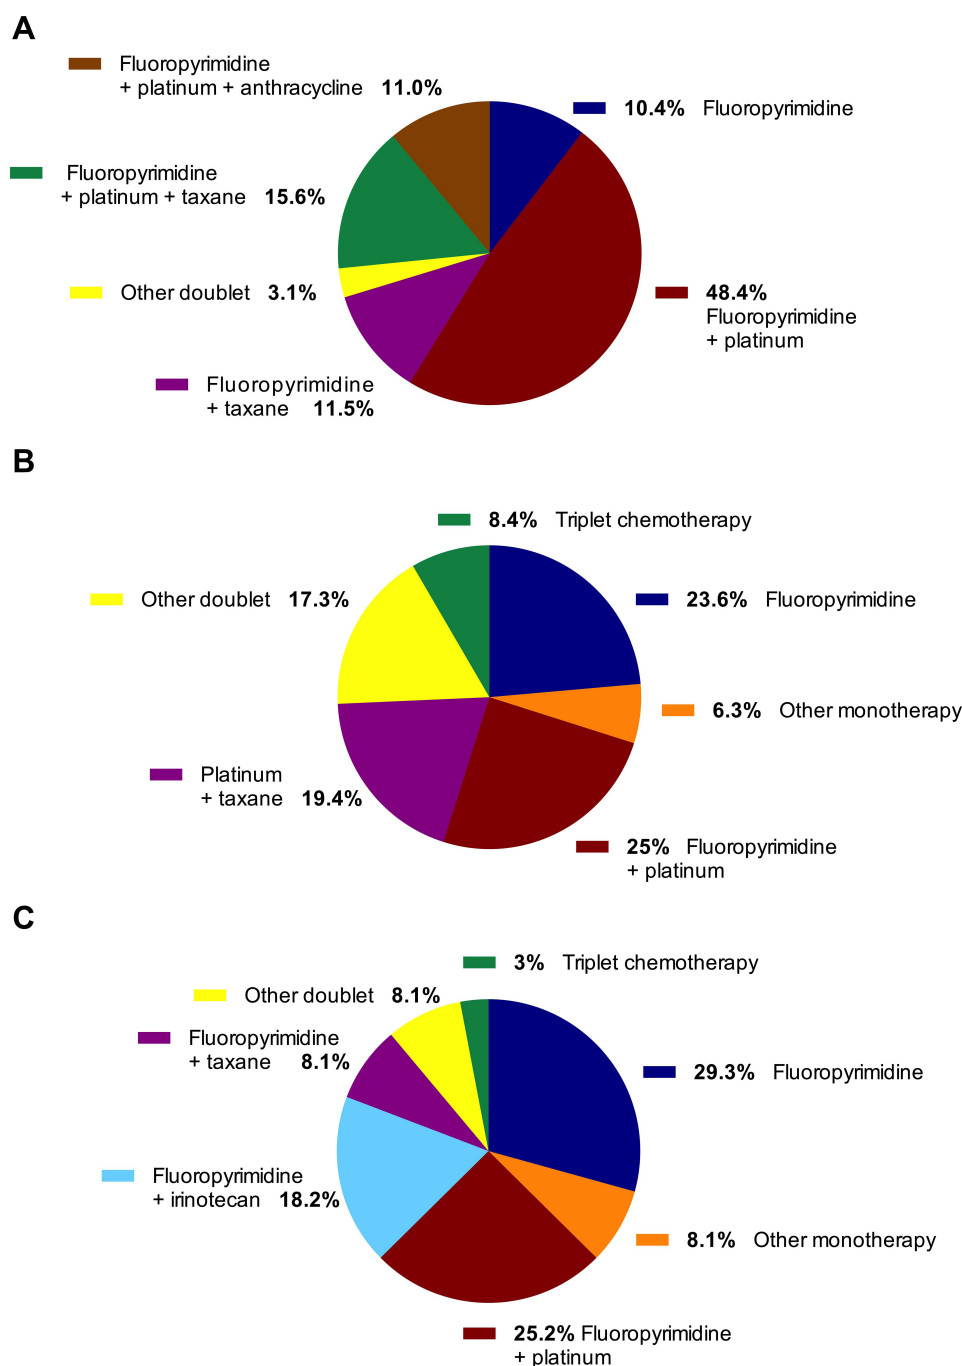 A
Fluoropyrimidine
+ platinum + anthracycline 11.0%
10.4% Fluoropyrimidine
Fluoropyrimidine
+ platinum + taxane 15.6%
Other doublet 3.1%
48.4%
Fluoropyrimidine
+ platinum
Fluoropyrimidine
+ taxane 11.5%
B
8.4% Triplet chemotherapy
Other doublet 17.3%
23.6% Fluoropyrimidine
6.3% Other monotherapy
Platinum
+ taxane 19.4%
25% Fluoropyrimidine
+ platinum
C
3% Triplet chemotherapy
Other doublet 8.1%
Fluoropyrimidine
+ taxane 8.1%
29.3% Fluoropyrimidine
Fluoropyrimidine
+ irinotecan 18.2%
8.1% Other monotherapy
25.2% Fluoropyrimidine
+ platinum